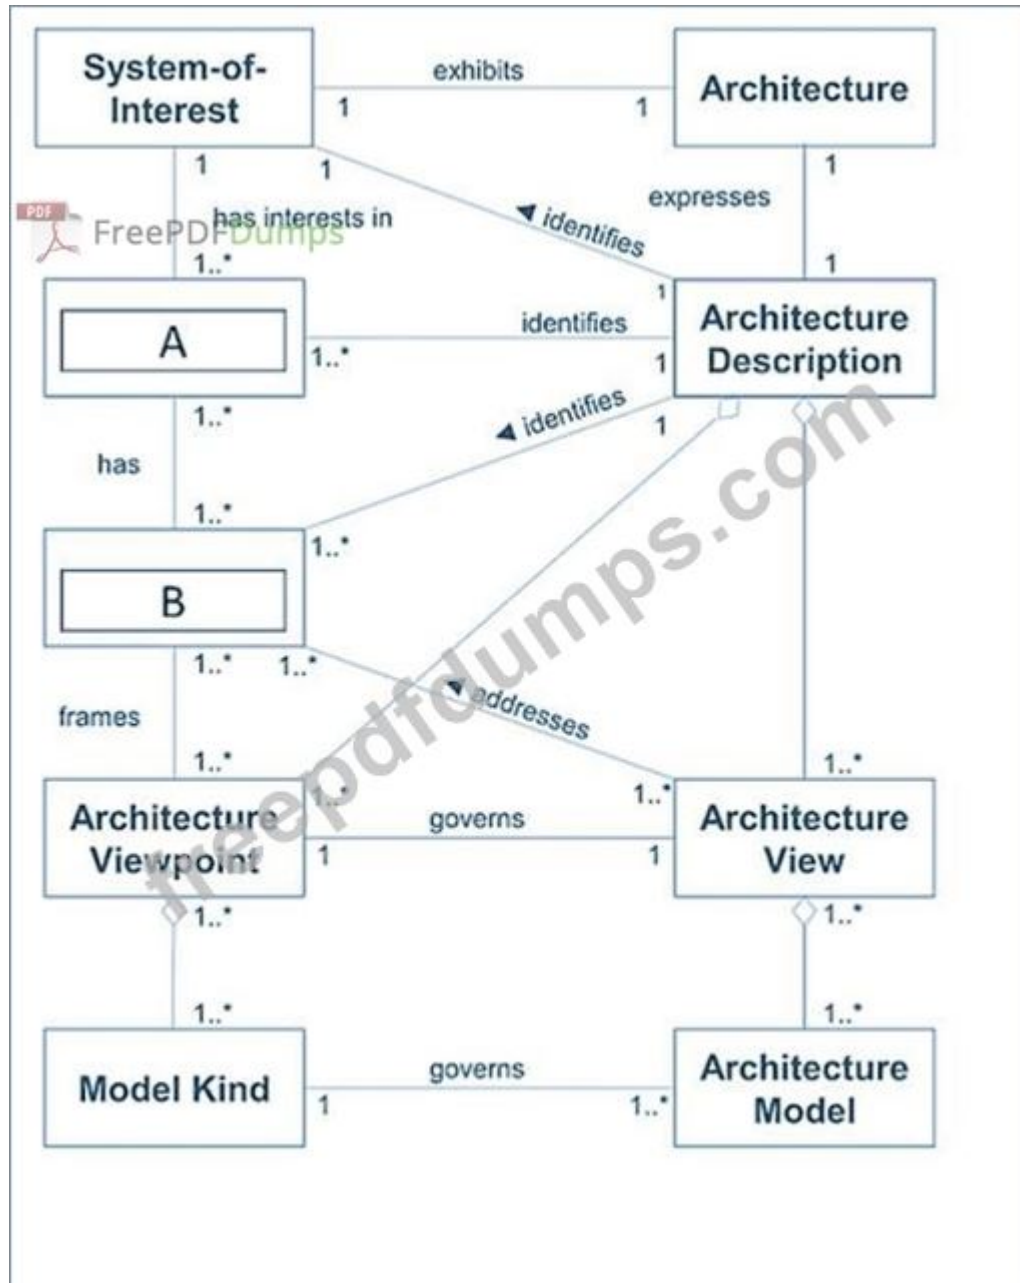 System-of-
Interest
exhibits
Architecture
1
1
1
1
1
has interests in
identifies
expresses
PDF
FreePDFDumps
1..*
1
1
A
identifies
Architecture
Description
1..*
1
1..*
identifies
1
has
1..*
1..*
B
1..*
1..*
addresses
frames
1..*
1..*
1..*
1..*
Architecture
Viewpoint
governs
Architecture
View
1
1
1..*
1..*
1..*
1..*
Model Kind
governs
Architecture
Model
1
1..*
freepdfdumps.com